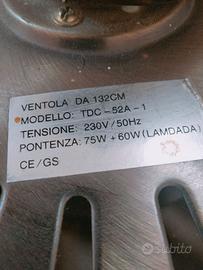 VENTOLA DA 132CM
MODELLO: TDC-52A-1
TENSIONE: 230V/50Hz
PONTENZA: 75W+60W(LAMDADA)
CE/GS
subito